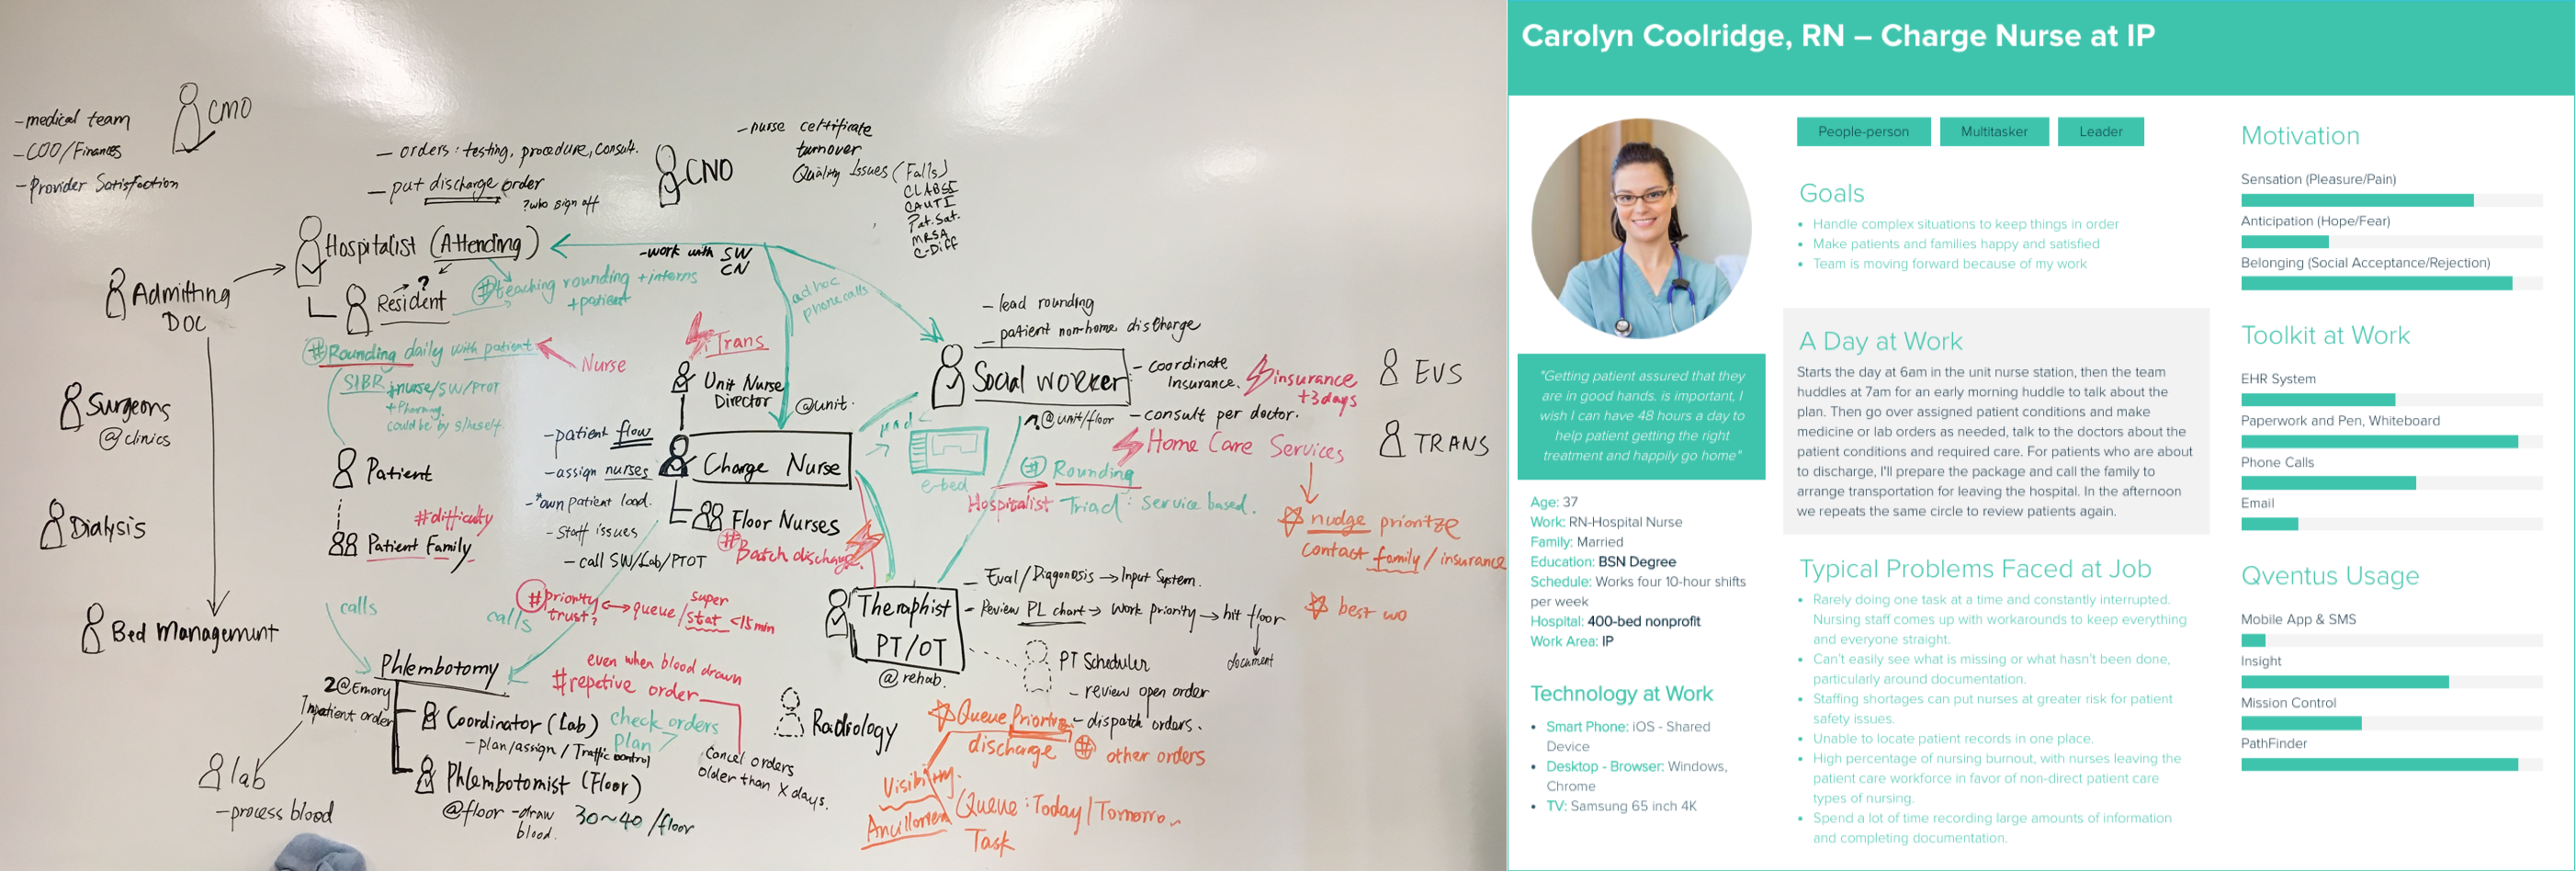 CMO
-medical team
-COO/Finances
-Provider Satisfaction
- orders: testing, procedure, consult.
- put discharge order
?who sign off
CNO
-nurse certificate
turnover
Quality Issues (Falls)
CLABSI
CAUTI
Pat. Sat.
MRSA
C-Diff
Hospitalist (Attending)
-work with SW
CN
Admitting
DOC
?
Resident
#teaching rounding +interns
+patient
ad hoc
phone calls
#Rounding daily with patient
Nurse
SIBR
nurse/SW/PTOT
+Pharmacy.
could be by s/heself.
Trans
Unit Nurse
Director
@unit.
- lead rounding
- patient non-home discharge
Social worker
- coordinate
Insurance.
insurance
+3days
- consult per doctor.
@unit/floor
EVS
TRANS
Surgeons
@clinics
-patient flow
-assign nurses
-*own patient load.
- Staff issues
- call SW/Lab/PTOT
Charge Nurse
Floor Nurses
#Batch discharge
e-bed
Home Care Services
# Rounding
Hospitalist Triad: Service based.
nudge prioritze
contact family/insurance
best wo
Patient
#difficulty
Patient Family
Dialysis
Bed Management
calls
calls
#priority
trust?
queue/
super
stat <15min
Theraphist
PT/OT
@rehab.
- Eval/Diagonosis → Input System.
- Review PL chart → work priority → hit floor
document
PT Scheduler
- review open order
- dispatch orders.
Phlembotomy
2@Emory
Inpatient order
even when blood drawn
#repetive order
Coordinator (Lab)
-plan/assign/Traffic control
check orders
plan
Phlembotomist (Floor)
@floor -draw
blood.
30~40/floor
Cancel orders
older than X days.
lab
-process blood
Radiology
Queue
discharge # other orders
Visibility.
Queue: Today/Tomorro
Task
Carolyn Coolridge, RN – Charge Nurse at IP
"Getting patient assured that they
are in good hands. is important, I
wish I can have 48 hours a day to
help patient getting the right
treatment and happily go home"
Age: 37
Work: RN-Hospital Nurse
Family: Married
Education: BSN Degree
Schedule: Works four 10-hour shifts
per week
Hospital: 400-bed nonprofit
Work Area: IP
Technology at Work
• Smart Phone: iOS - Shared
Device
• Desktop - Browser: Windows,
Chrome
• TV: Samsung 65 inch 4K
People-person
Multitasker
Leader
Goals
• Handle complex situations to keep things in order
• Make patients and families happy and satisfied
• Team is moving forward because of my work
A Day at Work
Starts the day at 6am in the unit nurse station, then the team
huddles at 7am for an early morning huddle to talk about the
plan. Then go over assigned patient conditions and make
medicine or lab orders as needed, talk to the doctors about the
patient conditions and required care. For patients who are about
to discharge, I'll prepare the package and call the family to
arrange transportation for leaving the hospital. In the afternoon
we repeats the same circle to review patients again.
Typical Problems Faced at Job
• Rarely doing one task at a time and constantly interrupted.
Nursing staff comes up with workarounds to keep everything
and everyone straight.
• Can't easily see what is missing or what hasn't been done,
particularly around documentation.
• Staffing shortages can put nurses at greater risk for patient
safety issues.
• Unable to locate patient records in one place.
• High percentage of nursing burnout, with nurses leaving the
patient care workforce in favor of non-direct patient care
types of nursing.
• Spend a lot of time recording large amounts of information
and completing documentation.
Motivation
Sensation (Pleasure/Pain)
Anticipation (Hope/Fear)
Belonging (Social Acceptance/Rejection)
Toolkit at Work
EHR System
Paperwork and Pen, Whiteboard
Phone Calls
Email
Qventus Usage
Mobile App & SMS
Insight
Mission Control
PathFinder